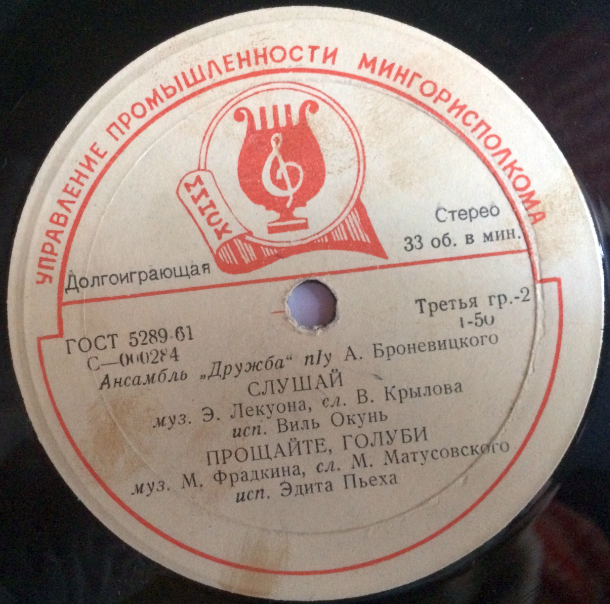 УПРАВЛЕНИЕ ПРОМЫШЛЕННОСТИ МИНГОРИСПОЛКОМА
Долгоиграющая
Стерео
33 об. в мин.
ГОСТ 5289-61
С—000284
Третья гр.-2
1-50
Ансамбль „Дружба“ п/у А. Броневицкого
СЛУШАЙ
муз. Э. Лекуона, сл. В. Крылова
исп. Виль Окунь
ПРОЩАЙТЕ, ГОЛУБИ
муз. М. Фрадкина, сл. М. Матусовского
исп. Эдита Пьеха